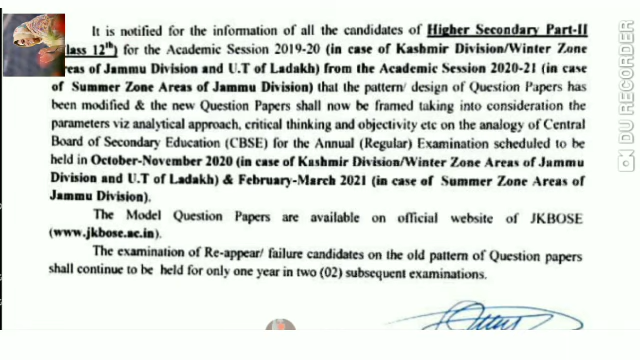 It is notified for the information of all the candidates of Higher Secondary Part-II
lass 12th) for the Academic Session 2019-20 (in case of Kashmir Division/Winter Zone
reas of Jammu Division and U.T of Ladakh) from the Academic Session 2020-21 (in case
of Summer Zone Areas of Jammu Division) that the pattern/ design of Question Papers has
been modified & the new Question Papers shall now be framed taking into consideration the
parameters viz analytical approach, critical thinking and objectivity etc on the analogy of Central
Board of Secondary Education (CBSE) for the Annual (Regular) Examination scheduled to be
held in October-November 2020 (in case of Kashmir Division/Winter Zone Areas of Jammu
Division and U.T of Ladakh) & February-March 2021 (in case of Summer Zone Areas of
Jammu Division).
The Model Question Papers are available on official website of JKBOSE
(www.jkbose.ac.in).
The examination of Re-appear/ failure candidates on the old pattern of Question papers
shall continue to be held for only one year in two (02) subsequent examinations.
DU RECORDER